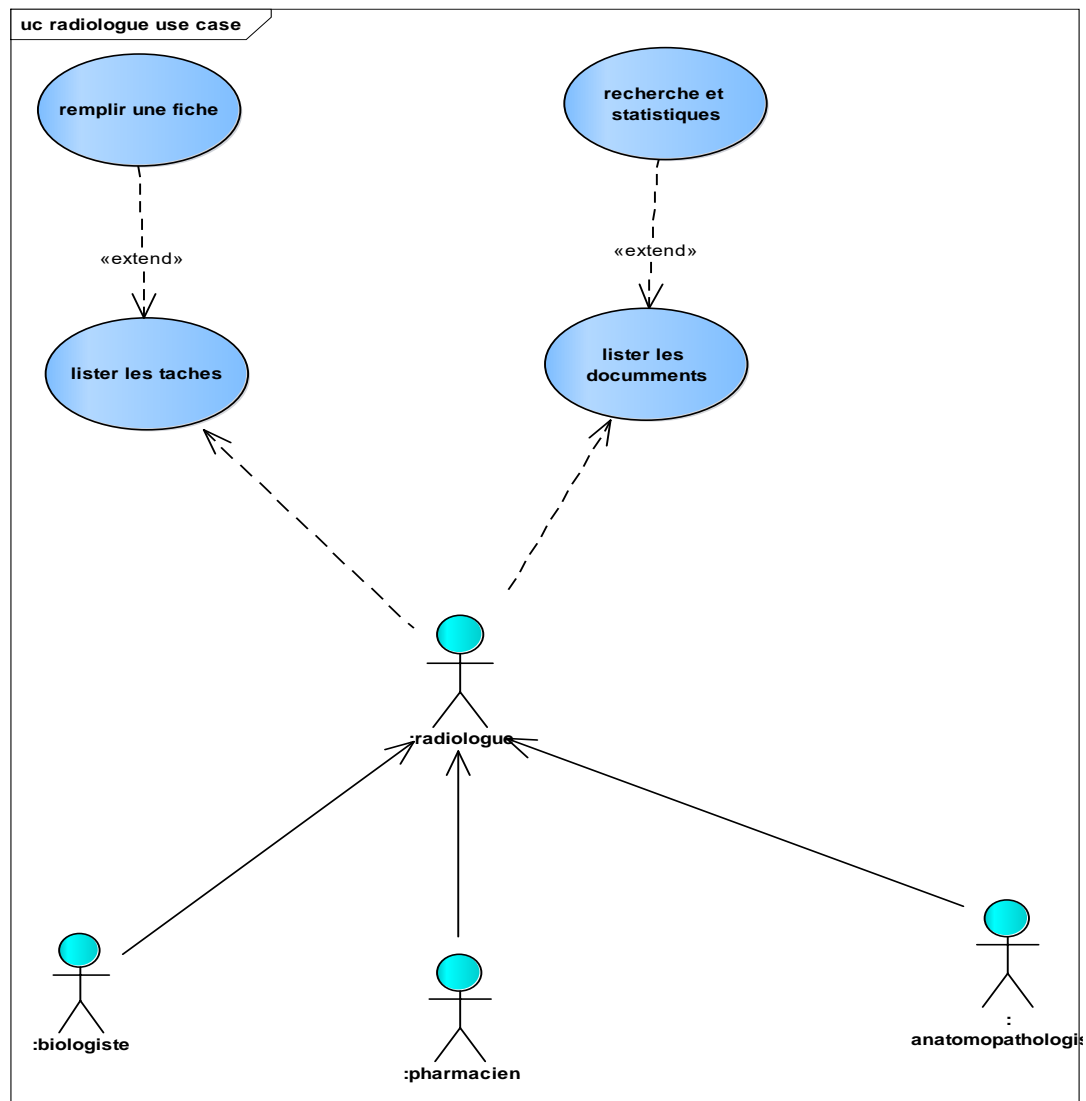 uc radiologue use case
remplir une fiche
recherche et
statistiques
«extend»
«extend»
lister les taches
lister les
documments
:radiologue
:biologiste
:pharmacien
:
anatomopathologis